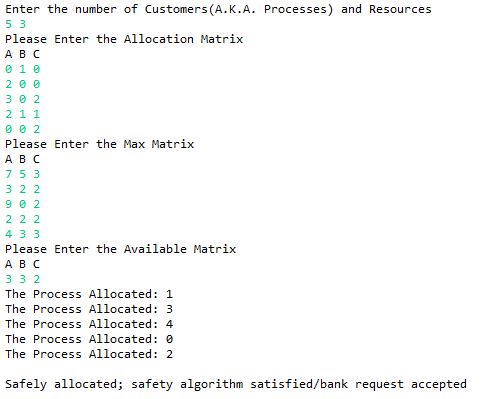 Enter the number of Customers(A.K.A. Processes) and Resources
5 3
Please Enter the Allocation Matrix
A B C
0 1 0
2 0 0
3 0 2
2 1 1
0 0 2
Please Enter the Max Matrix
A B C
7 5 3
3 2 2
9 0 2
2 2 2
4 3 3
Please Enter the Available Matrix
A B C
3 3 2
The Process Allocated: 1
The Process Allocated: 3
The Process Allocated: 4
The Process Allocated: 0
The Process Allocated: 2
Safely allocated; safety algorithm satisfied/bank request accepted